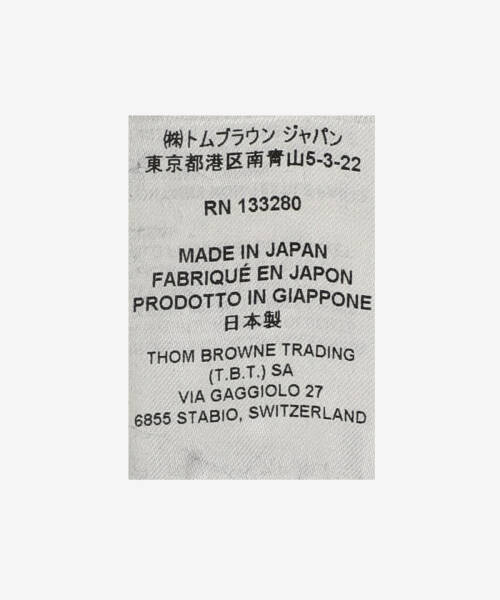 ㈱トムブラウン ジャパン
東京都港区南青山5-3-22
RN 133280
MADE IN JAPAN
FABRIQUÉ EN JAPON
PRODOTTO IN GIAPPONE
日本製
THOM BROWNE TRADING
(T.B.T.) SA
VIA GAGGIOLO 27
6855 STABIO, SWITZERLAND